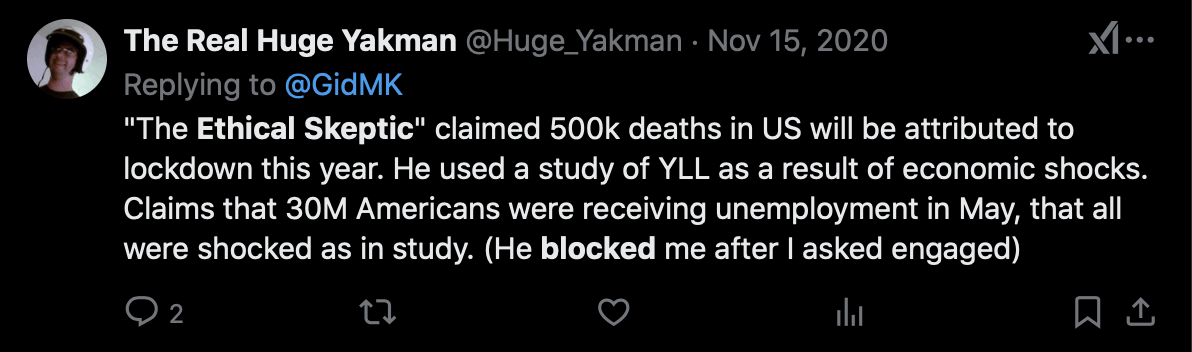 The Real Huge Yakman @Huge_Yakman · Nov 15, 2020
Replying to @GidMK
"The Ethical Skeptic" claimed 500k deaths in US will be attributed to
lockdown this year. He used a study of YLL as a result of economic shocks.
Claims that 30M Americans were receiving unemployment in May, that all
were shocked as in study. (He blocked me after I asked engaged)
2